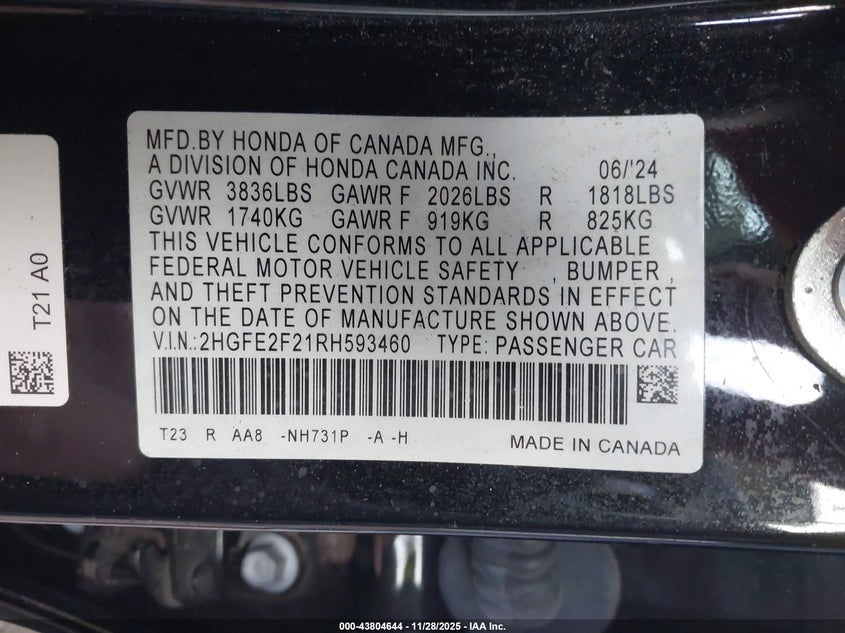 MFD.BY HONDA OF CANADA MFG.,
A DIVISION OF HONDA CANADA INC. 06/'24
GVWR 3836LBS GAWR F 2026LBS R 1818LBS
GVWR 1740KG GAWR F 919KG R 825KG
THIS VEHICLE CONFORMS TO ALL APPLICABLE
FEDERAL MOTOR VEHICLE SAFETY , BUMPER ,
AND THEFT PREVENTION STANDARDS IN EFFECT
ON THE DATE OF MANUFACTURE SHOWN ABOVE.
V.I.N.:2HGFE2F21RH593460 TYPE: PASSENGER CAR
T23 R AA8 -NH731P -A -H MADE IN CANADA
T21 A0
000-43804644 || 11/28/2025 - IAA Inc.